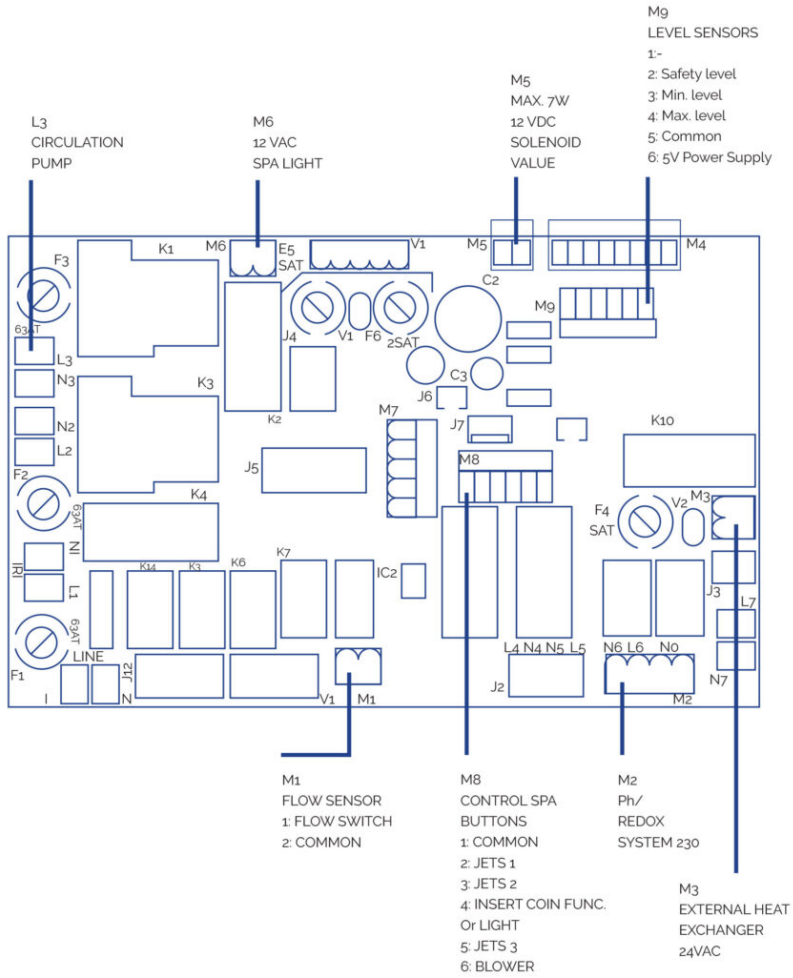 M9
LEVEL SENSORS
1:-
2: Safety level
3: Min. level
4: Max. level
5: Common
6: 5V Power Supply
M5
MAX. 7W
12 VDC
SOLENOID
VALUE
L3
CIRCULATION
PUMP
M6
12 VAC
SPA LIGHT
F3
K1
M6
E5
SAT
V1
M5
M4
C2
M9
63AT
L3
N3
J4
V1
F6
2SAT
C3
J6
K3
K2
M7
J7
K10
N2
L2
J5
M8
F2
63AT
K4
F4
SAT
V2
M3
NI
IRI
L1
K14
K3
K6
K7
IC2
J3
L7
63AT
F1
LINE
J12
I
N
V1
M1
L4 N4 N5 L5
J2
N6 L6
N0
M2
N7
M1
FLOW SENSOR
1: FLOW SWITCH
2: COMMON
M8
CONTROL SPA
BUTTONS
1: COMMON
2: JETS 1
3: JETS 2
4: INSERT COIN FUNC.
Or LIGHT
5: JETS 3
6: BLOWER
M2
Ph/
REDOX
SYSTEM 230
M3
EXTERNAL HEAT
EXCHANGER
24VAC